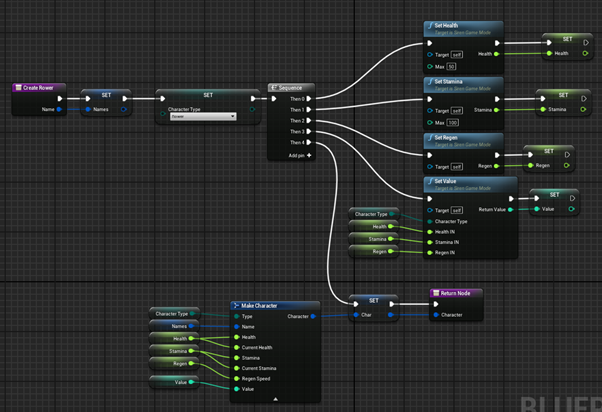 Create Rower
Name
SET
Names
SET
Character Type
Rower
Sequence
Then 0
Then 1
Then 2
Then 3
Then 4
Add pin +
Set Health
Target is Ston Game Mode
Target self
Health
Max 50
SET
Health
Set Stamina
Target is Ston Game Mode
Target self
Stamina
Max 100
SET
Stamina
Set Regen
Target is Ston Game Mode
Target self
Regen
SET
Regen
Set Value
Target is Ston Game Mode
Target self
Return Value
Character Type
Health IN
Stamina IN
Regen IN
SET
Value
Character Type
Health
Stamina
Regen
Character Type
Names
Health
Stamina
Regen
Value
Make Character
Type
Character
Name
Health
Current Health
Stamina
Current Stamina
Regen Speed
Value
SET
Char
Return Node
Character
BLUEP